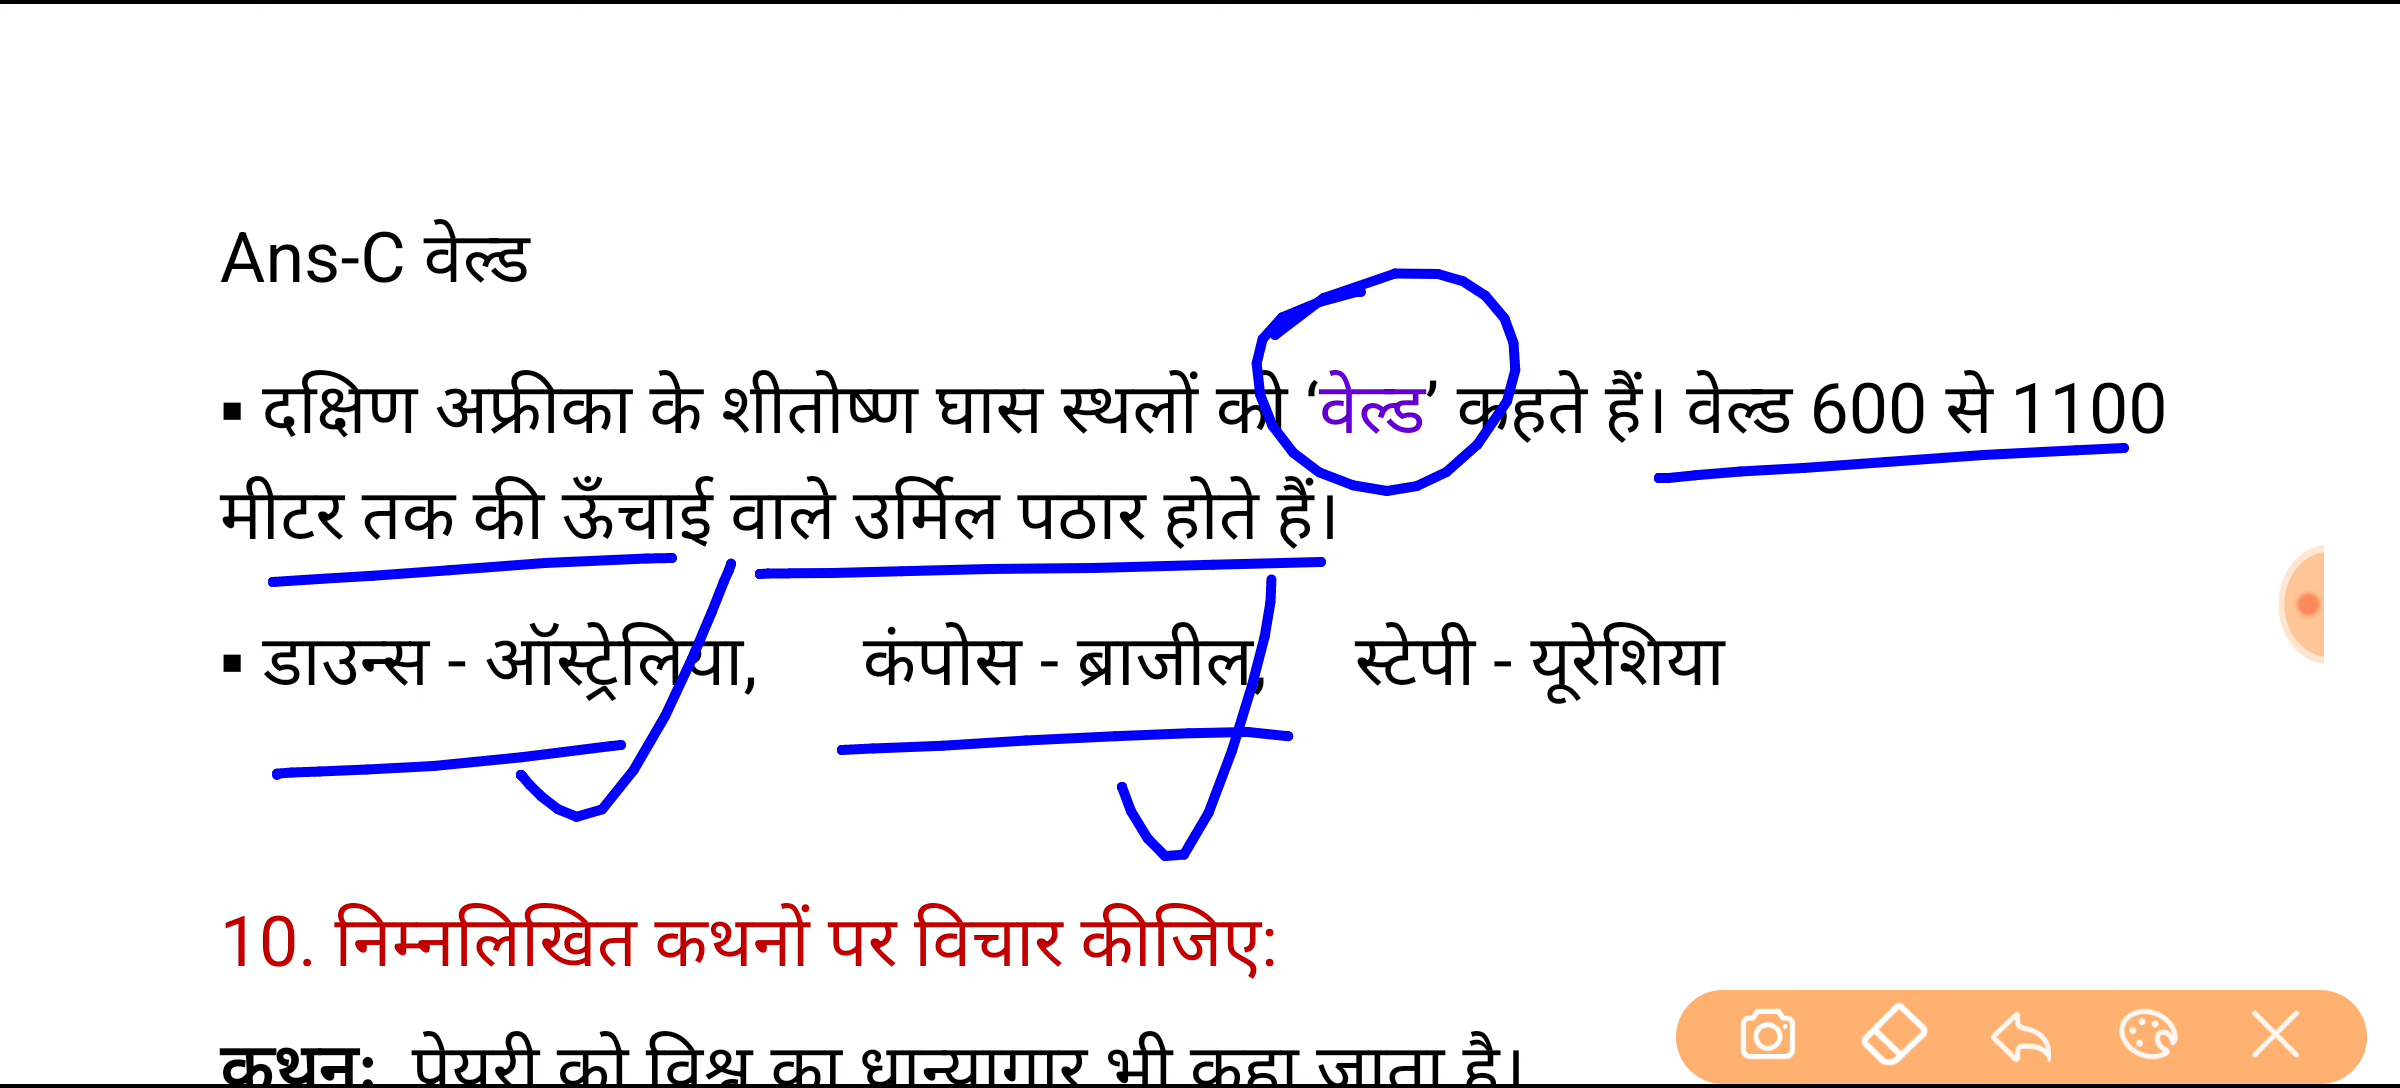 Ans-C वेल्ड
▪ दक्षिण अफ्रीका के शीतोष्ण घास स्थलों को ‘वेल्ड’ कहते हैं। वेल्ड 600 से 1100
मीटर तक की ऊँचाई वाले उर्मिल पठार होते हैं।
▪ डाउन्स - ऑस्ट्रेलिया, कंपोस - ब्राजील, स्टेपी - यूरेशिया
10. निम्नलिखित कथनों पर विचार कीजिए:
कथन: प्रेयरी को विश्व का धान्यागार भी कहा जाता है।